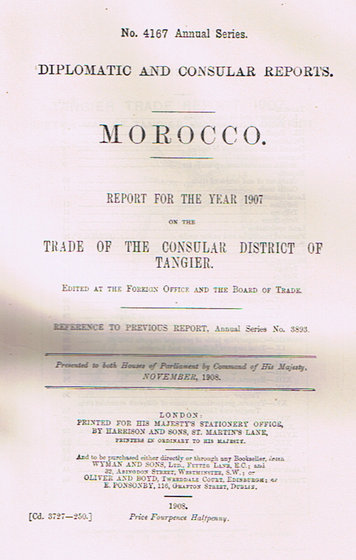 No. 4167 Annual Series.
DIPLOMATIC AND CONSULAR REPORTS.
MOROCCO.
REPORT FOR THE YEAR 1907
ON THE
TRADE OF THE CONSULAR DISTRICT OF
TANGIER.
EDITED AT THE FOREIGN OFFICE AND THE BOARD OF TRADE.
REFERENCE TO PREVIOUS REPORT, Annual Series No. 3893.
Presented to both Houses of Parliament by Command of His Majesty,
NOVEMBER, 1908.
LONDON:
PRINTED FOR HIS MAJESTY'S STATIONERY OFFICE,
BY HARRISON AND SONS, ST. MARTIN'S LANE,
PRINTERS IN ORDINARY TO HIS MAJESTY.
And to be purchased either directly or through any Bookseller, from
WYMAN AND SONS, LTD., FETTER LANE, E.C.; and
32, ABINGDON STREET, WESTMINSTER, S.W.; or
OLIVER AND BOYD, TWEEDDALE COURT, EDINBURGH; or
E. PONSONBY, 116, GRAFTON STREET, DUBLIN.
1908.
[Cd. 3727—250.] Price Fourpence Halfpenny.